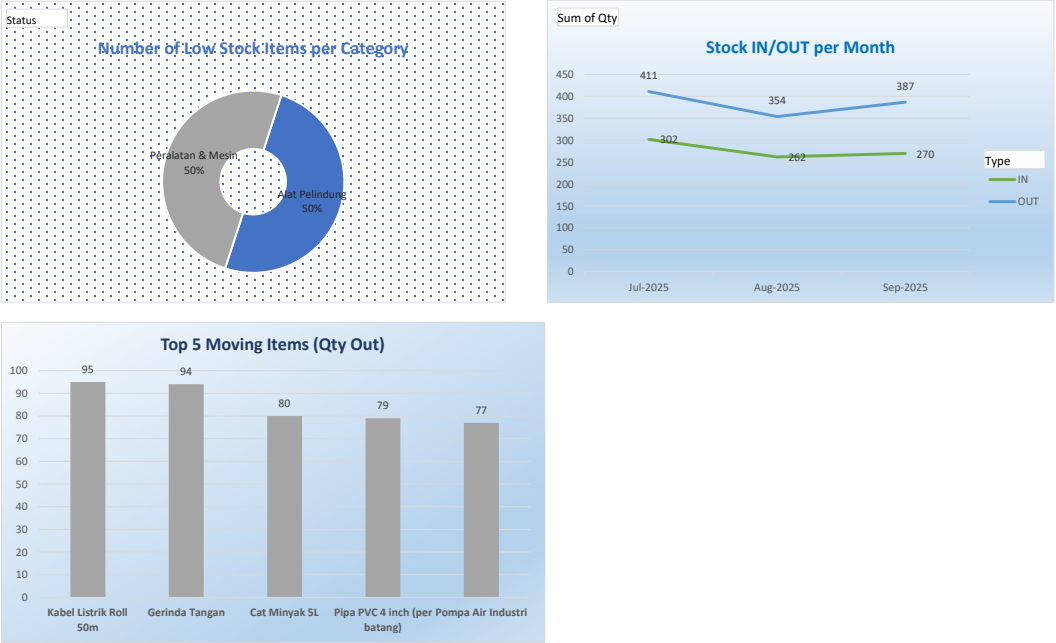 Status
Number of Low Stock Items per Category
Peralatan & Mesin
50%
Alat Pelindung
50%
Sum of Qty
Stock IN/OUT per Month
450
400
350
300
250
200
150
100
50
0
411
354
387
302
262
270
Jul-2025 Aug-2025 Sep-2025
Type
IN
OUT
Top 5 Moving Items (Qty Out)
100
90
80
70
60
50
40
30
20
10
0
95
94
80
79
77
Kabel Listrik Roll
50m
Gerinda Tangan
Cat Minyak 5L
Pipa PVC 4 inch (per
batang)
Pompa Air Industri